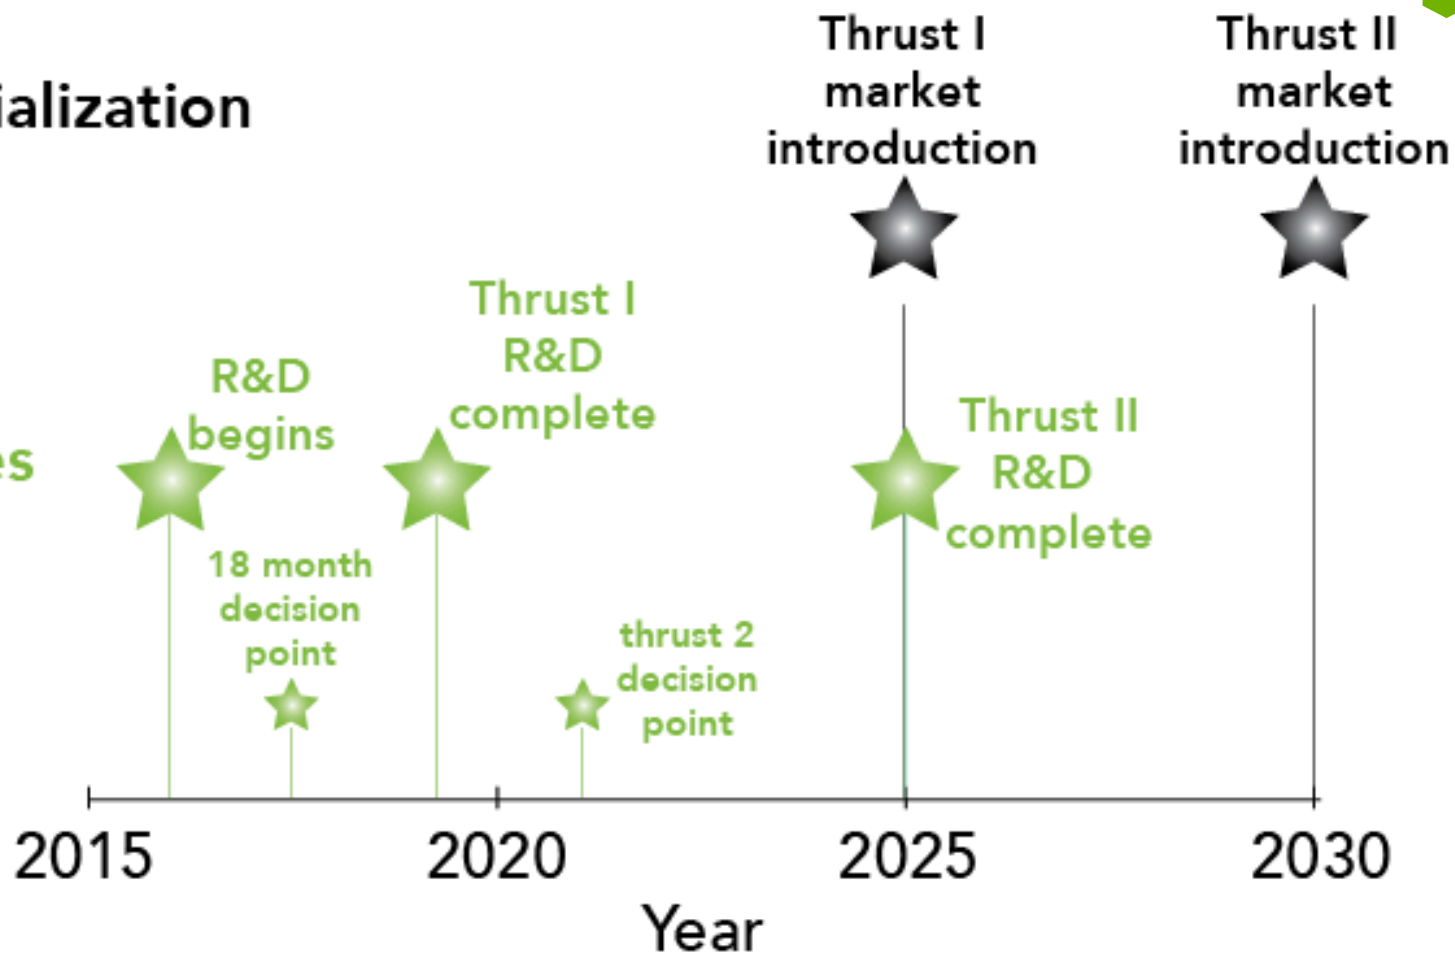 Thrust I
market
introduction
Thrust II
market
introduction
ialization
Thrust I
R&D
complete
R&D
begins
Thrust II
R&D
complete
es
18 month
decision
point
thrust 2
decision
point
2015
2020
2025
2030
Year